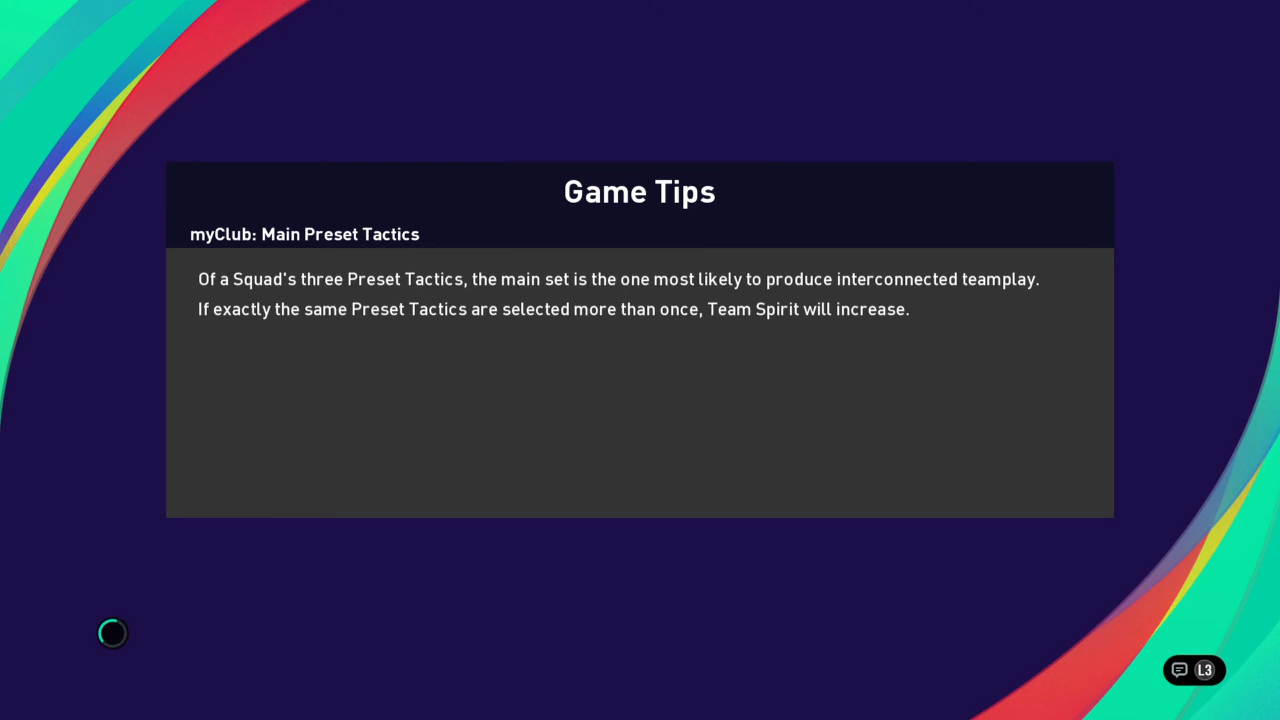 Game Tips
myClub: Main Preset Tactics
Of a Squad's three Preset Tactics, the main set is the one most likely to produce interconnected teamplay.
If exactly the same Preset Tactics are selected more than once, Team Spirit will increase.
L3